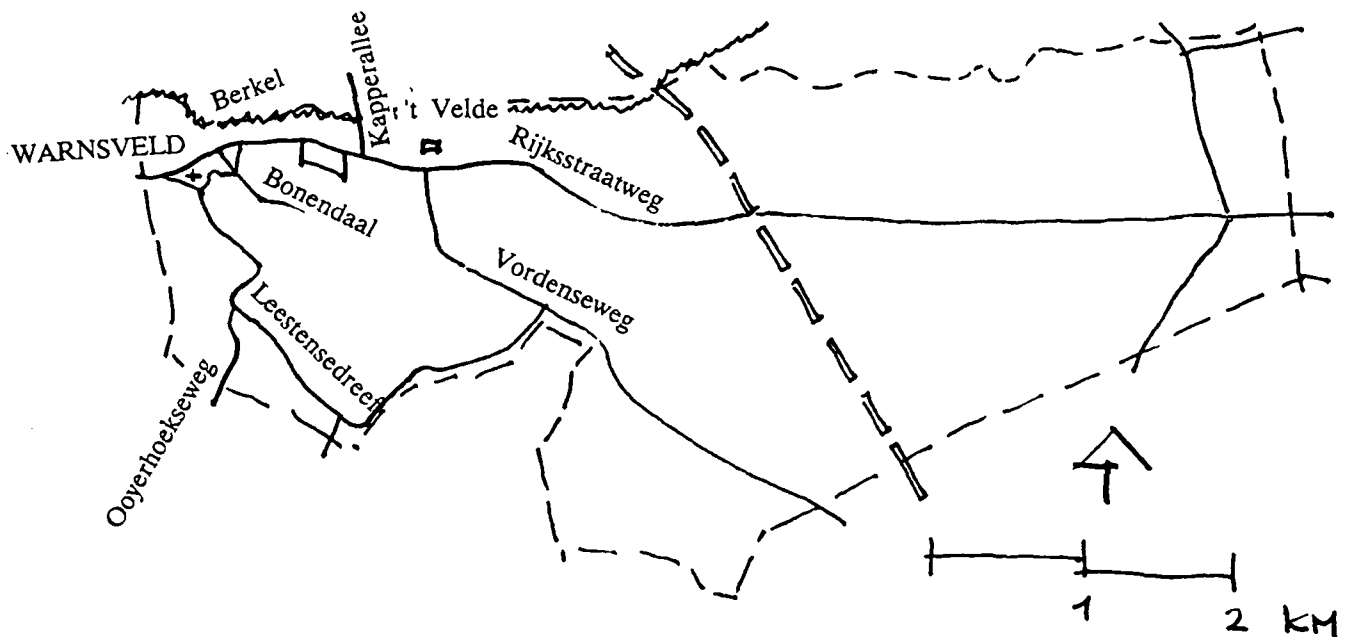 Berkel
Kapperallee
't Velde
WARNSVELD
Rijksstraatweg
Bonendaal
Vordenseweg
Leestensedreef
Ooyerhoekseweg
1
2
KM